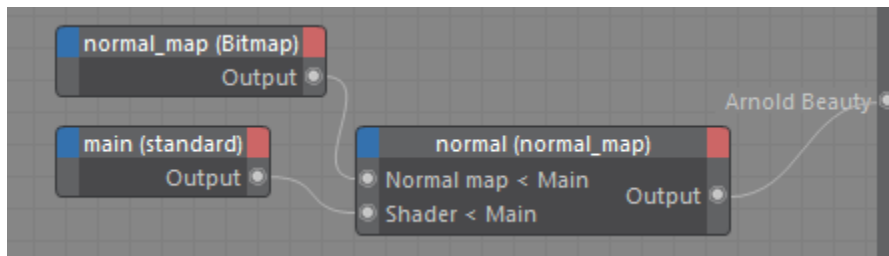 normal_map (Bitmap)
Output
Arnold Beauty
main (standard)
Output
normal (normal_map)
Normal map < Main
Output
Shader < Main